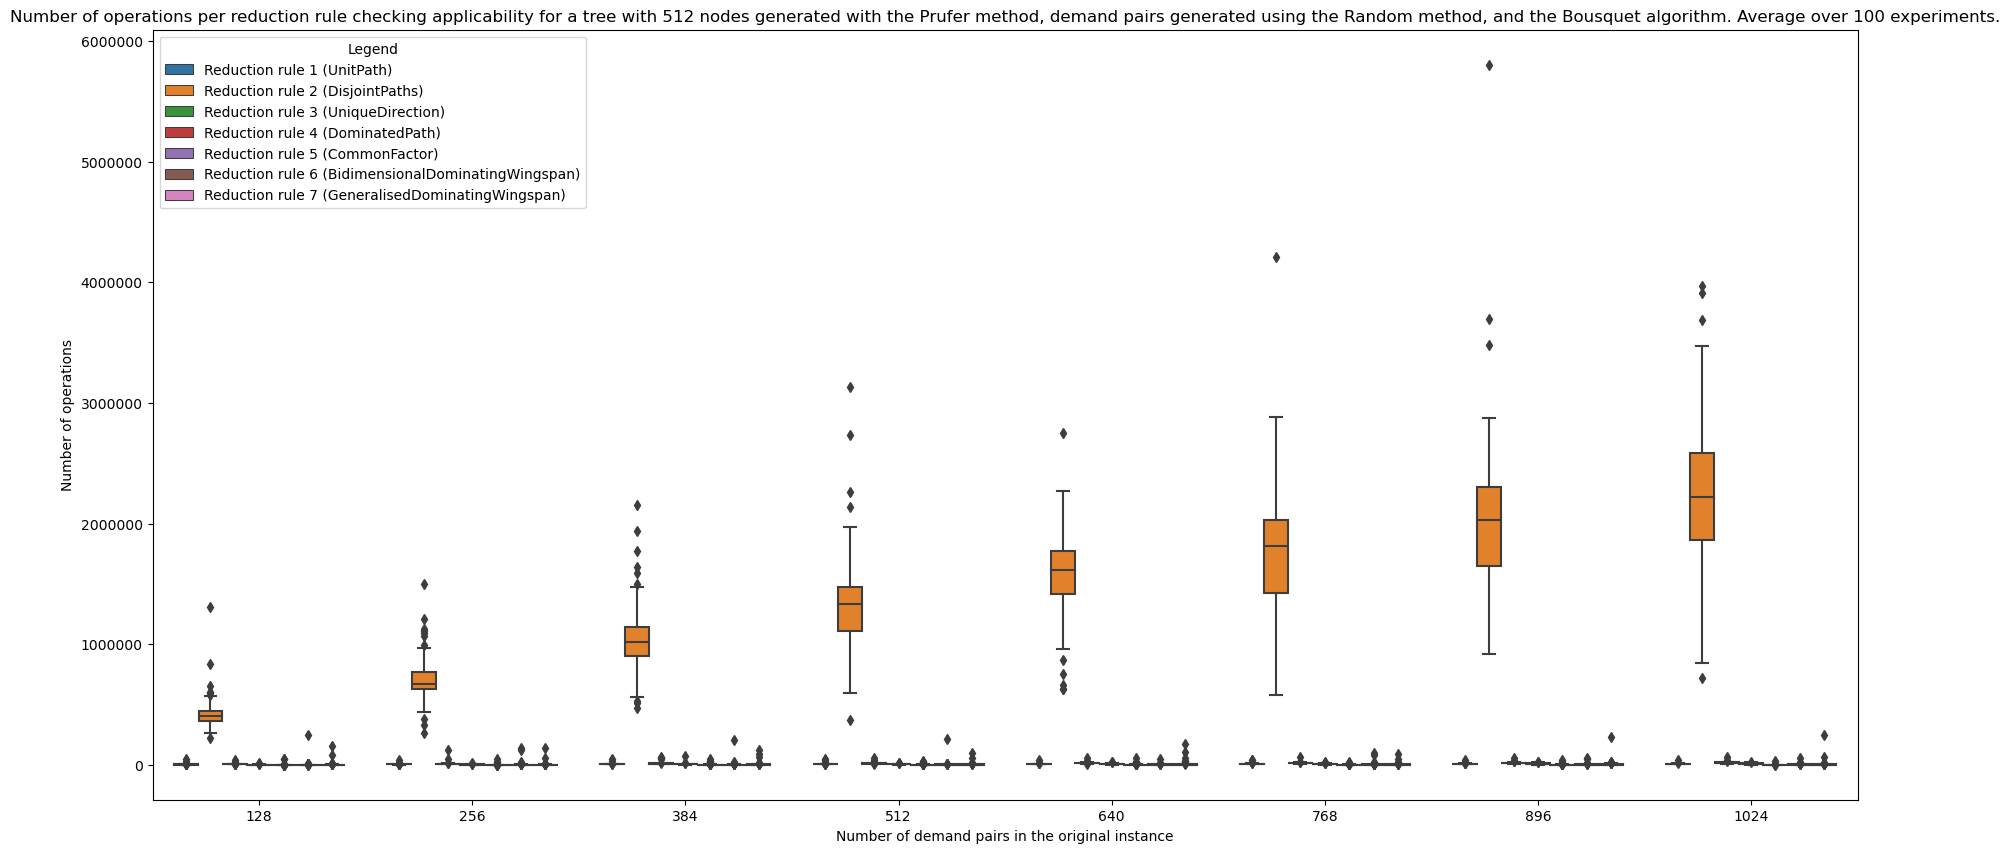 Number of operations per reduction rule checking applicability for a tree with 512 nodes generated with the Prufer method, demand pairs generated using the Random method, and the Bousquet algorithm. Average over 100 experiments.
Legend
Reduction rule 1 (UnitPath)
Reduction rule 2 (DisjointPaths)
Reduction rule 3 (UniqueDirection)
Reduction rule 4 (DominatedPath)
Reduction rule 5 (CommonFactor)
Reduction rule 6 (BidimensionalDominatingWingspan)
Reduction rule 7 (GeneralisedDominatingWingspan)
Number of operations
6000000
5000000
4000000
3000000
2000000
1000000
0
128 256 384 512 640 768 896 1024
Number of demand pairs in the original instance